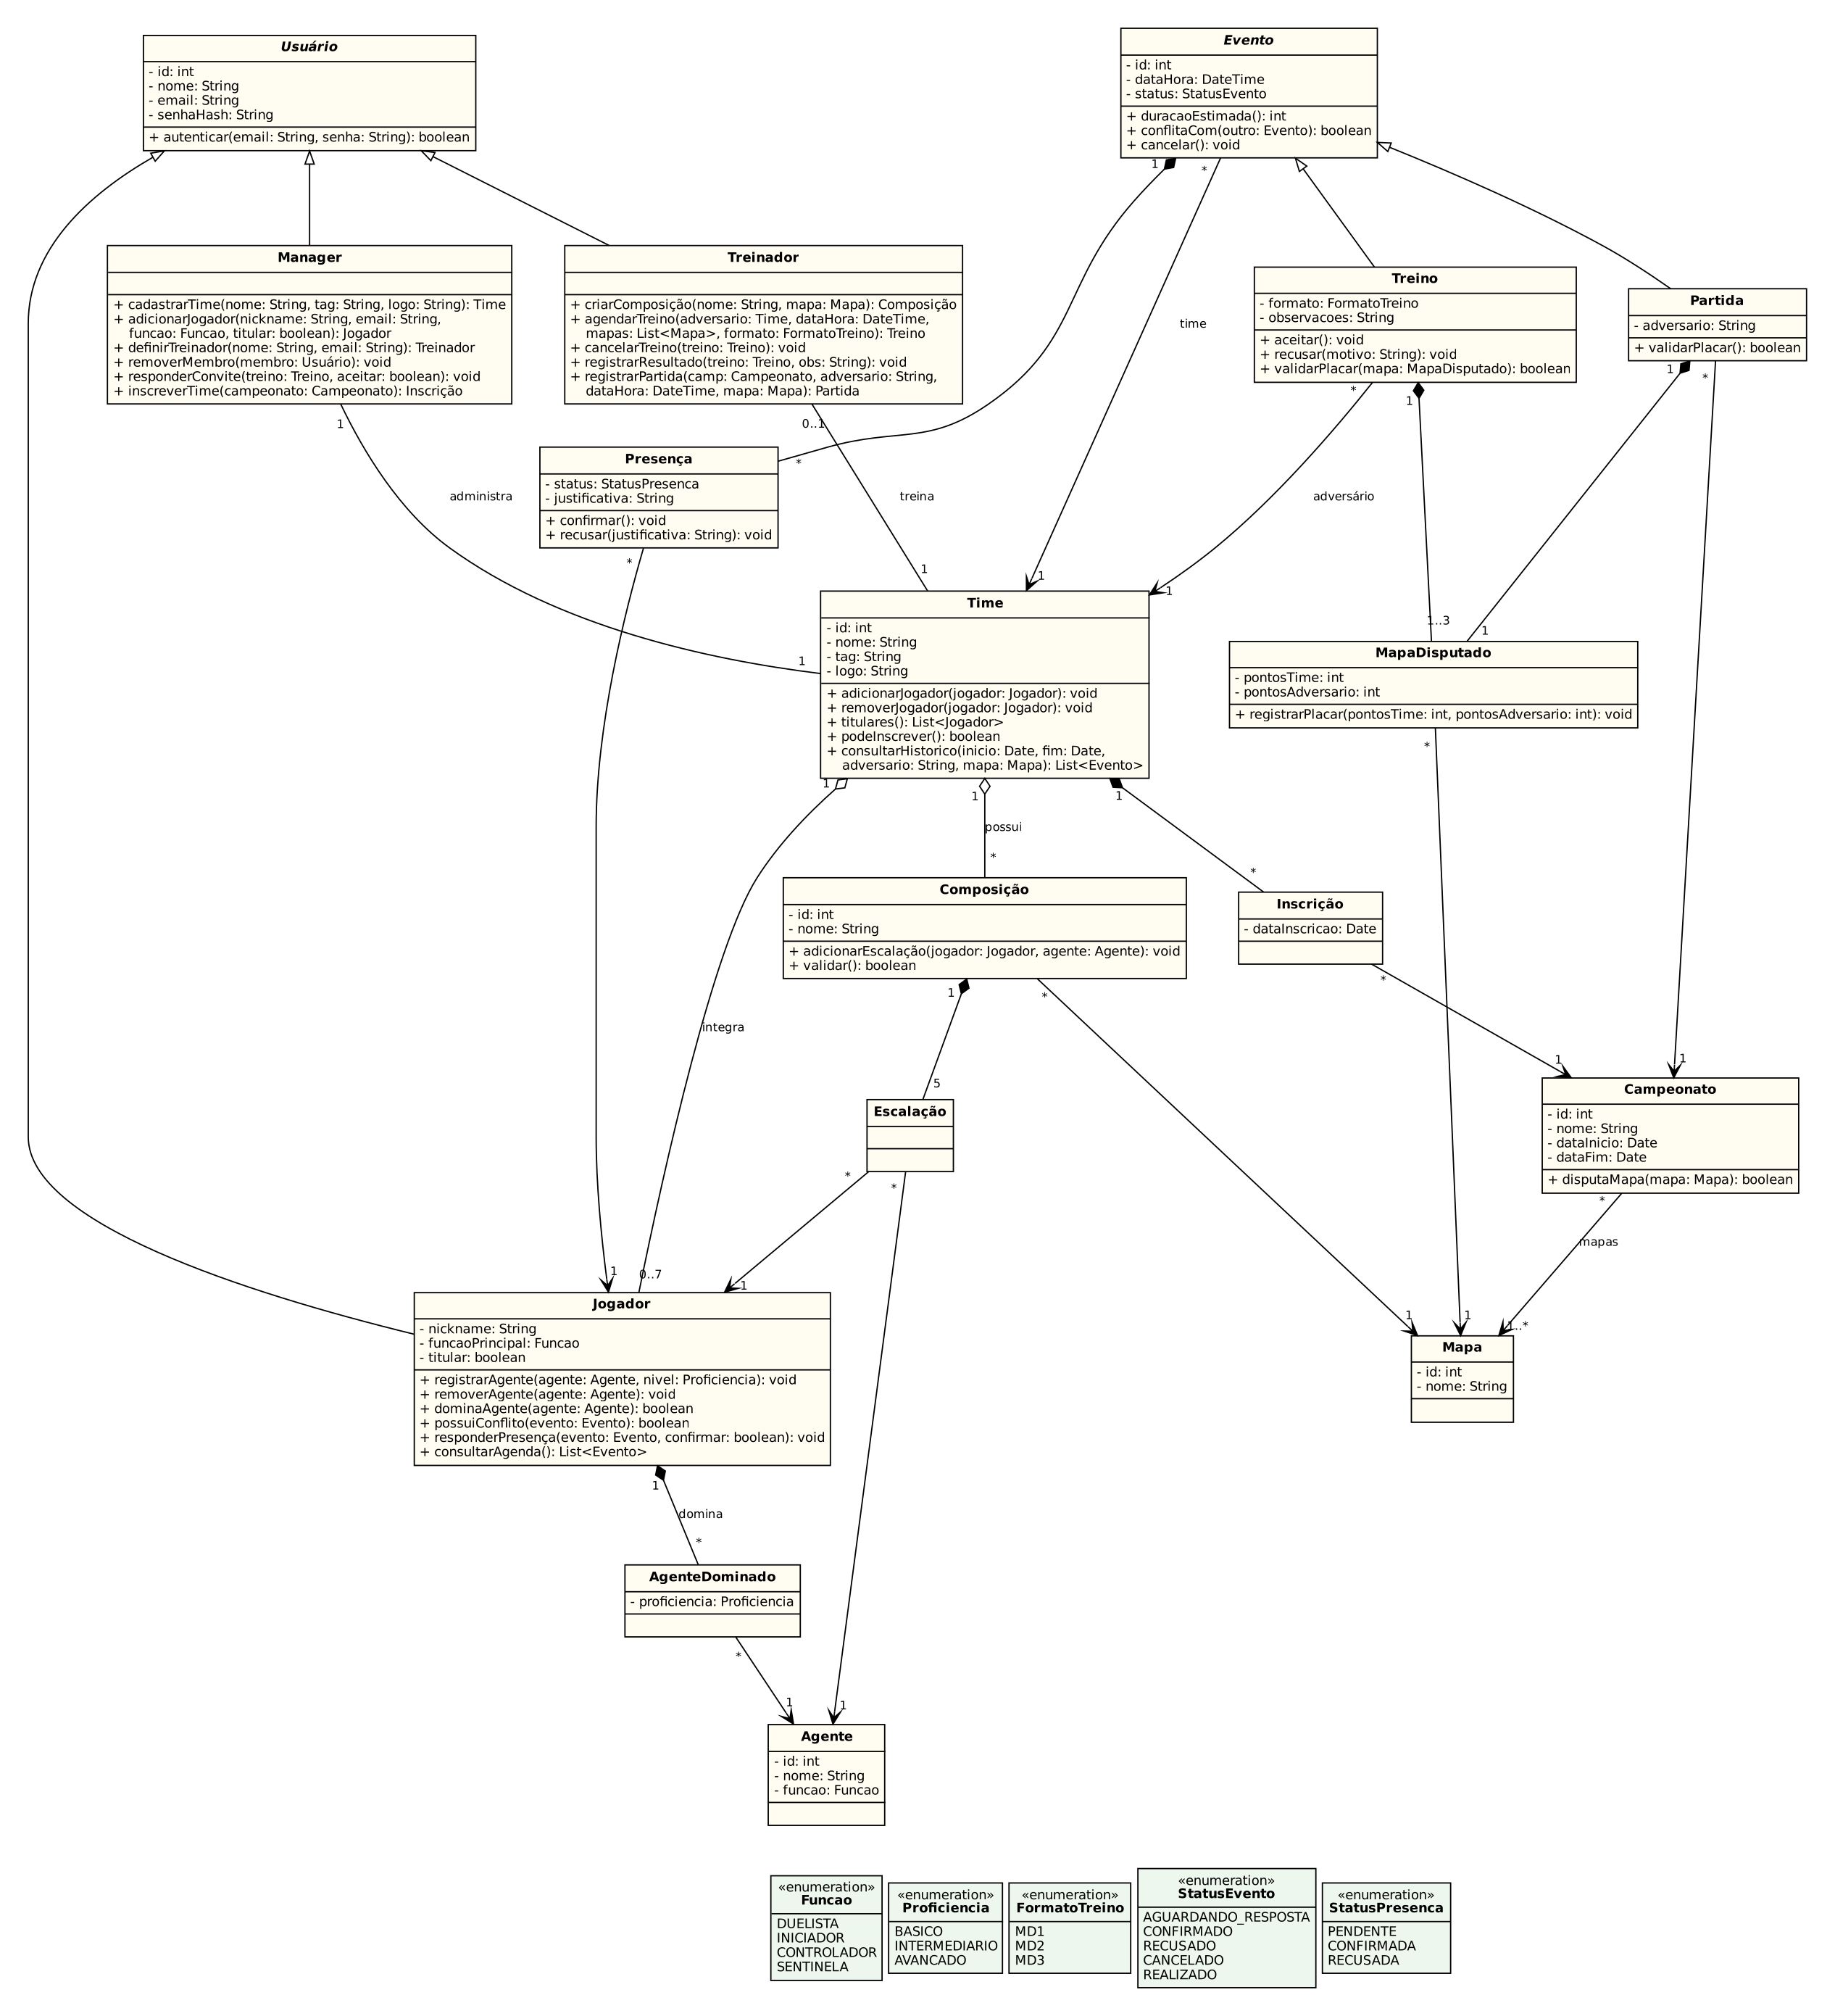 Usuário
- id: int
- nome: String
- email: String
- senhaHash: String
+ autenticar(email: String, senha: String): boolean
Evento
- id: int
- dataHora: DateTime
- status: StatusEvento
+ duracaoEstimada(): int
+ conflitaCom(outro: Evento): boolean
+ cancelar(): void
1
*
Manager
+ cadastrarTime(nome: String, tag: String, logo: String): Time
+ adicionarJogador(nickname: String, email: String,
funcao: Funcao, titular: boolean): Jogador
+ definirTreinador(nome: String, email: String): Treinador
+ removerMembro(membro: Usuário): void
+ responderConvite(treino: Treino, aceitar: boolean): void
+ inscreverTime(campeonato: Campeonato): Inscrição
Treinador
+ criarComposição(nome: String, mapa: Mapa): Composição
+ agendarTreino(adversario: Time, dataHora: DateTime,
mapas: List<Mapa>, formato: FormatoTreino): Treino
+ cancelarTreino(treino: Treino): void
+ registrarResultado(treino: Treino, obs: String): void
+ registrarPartida(camp: Campeonato, adversario: String,
dataHora: DateTime, mapa: Mapa): Partida
time
Treino
- formato: FormatoTreino
- observacoes: String
+ aceitar(): void
+ recusar(motivo: String): void
+ validarPlacar(mapa: MapaDisputado): boolean
Partida
- adversario: String
+ validarPlacar(): boolean
1
*
*
1
1
0..1
*
Presença
- status: StatusPresenca
- justificativa: String
+ confirmar(): void
+ recusar(justificativa: String): void
administra
treina
adversário
*
1
1
1
1..3
1
1
Time
- id: int
- nome: String
- tag: String
- logo: String
+ adicionarJogador(jogador: Jogador): void
+ removerJogador(jogador: Jogador): void
+ titulares(): List<Jogador>
+ podeInscrever(): boolean
+ consultarHistorico(inicio: Date, fim: Date,
adversario: String, mapa: Mapa): List<Evento>
MapaDisputado
- pontosTime: int
- pontosAdversario: int
+ registrarPlacar(pontosTime: int, pontosAdversario: int): void
*
1
1
1
possui
*
*
Composição
- id: int
- nome: String
+ adicionarEscalação(jogador: Jogador, agente: Agente): void
+ validar(): boolean
Inscrição
- dataInscricao: Date
1
*
*
integra
1
1
5
Escalação
Campeonato
- id: int
- nome: String
- dataInicio: Date
- dataFim: Date
+ disputaMapa(mapa: Mapa): boolean
*
*
*
mapas
1
0..7
1
1
1
1..*
Jogador
- nickname: String
- funcaoPrincipal: Funcao
- titular: boolean
+ registrarAgente(agente: Agente, nivel: Proficiencia): void
+ removerAgente(agente: Agente): void
+ dominaAgente(agente: Agente): boolean
+ possuiConflito(evento: Evento): boolean
+ responderPresença(evento: Evento, confirmar: boolean): void
+ consultarAgenda(): List<Evento>
Mapa
- id: int
- nome: String
1
domina
*
AgenteDominado
- proficiencia: Proficiencia
*
1
1
Agente
- id: int
- nome: String
- funcao: Funcao
«enumeration»
Funcao
DUELISTA
INICIADOR
CONTROLADOR
SENTINELA
«enumeration»
Proficiencia
BASICO
INTERMEDIARIO
AVANCADO
«enumeration»
FormatoTreino
MD1
MD2
MD3
«enumeration»
StatusEvento
AGUARDANDO_RESPOSTA
CONFIRMADO
RECUSADO
CANCELADO
REALIZADO
«enumeration»
StatusPresenca
PENDENTE
CONFIRMADA
RECUSADA